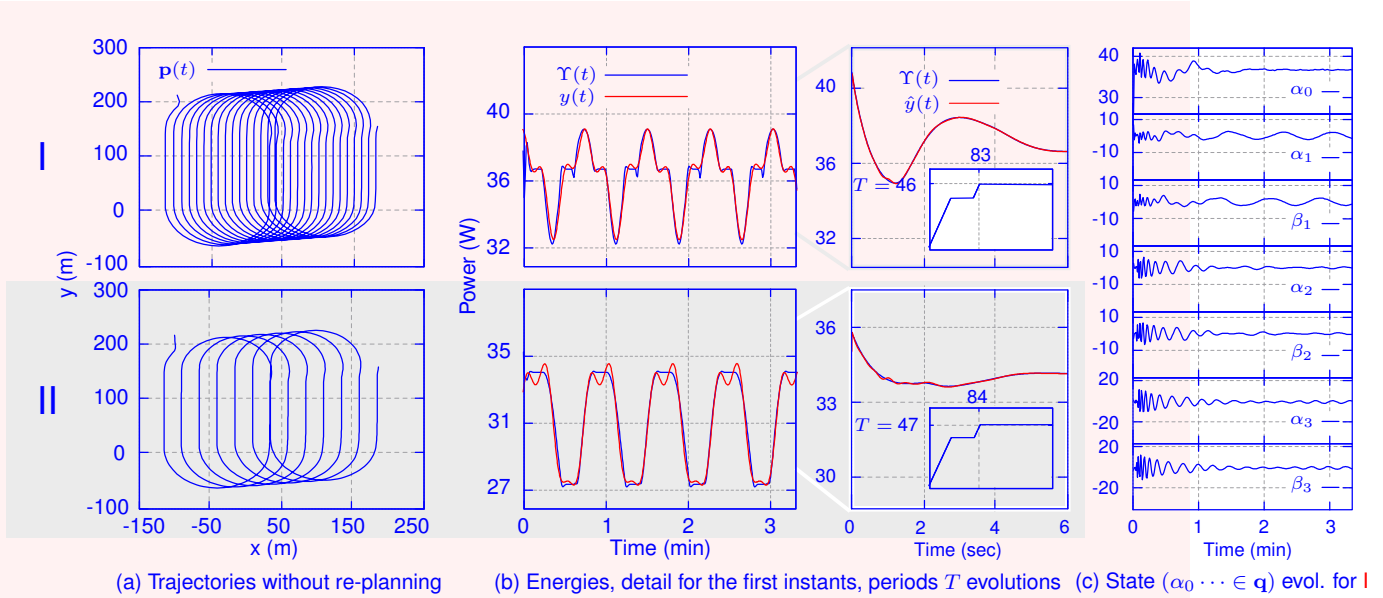 I
300
200
100
0
-100
y (m)
p(t)
II
300
200
100
0
-100
-150 -50 50 150 250
x (m)
(a) Trajectories without re-planning
Power (W)
40
36
32
Υ(t)
y(t)
35
31
27
0 1 2 3
Time (min)
40
36
32
Υ(t)
ŷ(t)
83
T = 46
36
33
30
84
T = 47
0 2 4 6
Time (sec)
(b) Energies, detail for the first instants, periods T evolutions
40
30
α₀
10
-10
α₁
10
-10
β₁
10
-10
α₂
10
-10
β₂
20
-20
α₃
20
-20
β₃
0 1 2 3
Time (min)
(c) State (α₀ ⋯ ∈ q) evol. for I